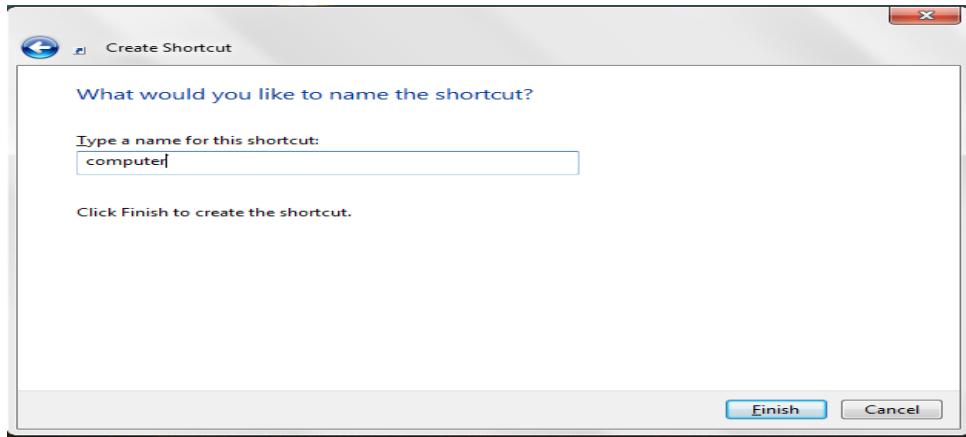 Create Shortcut
What would you like to name the shortcut?
Type a name for this shortcut:
computer
Click Finish to create the shortcut.
Finish Cancel